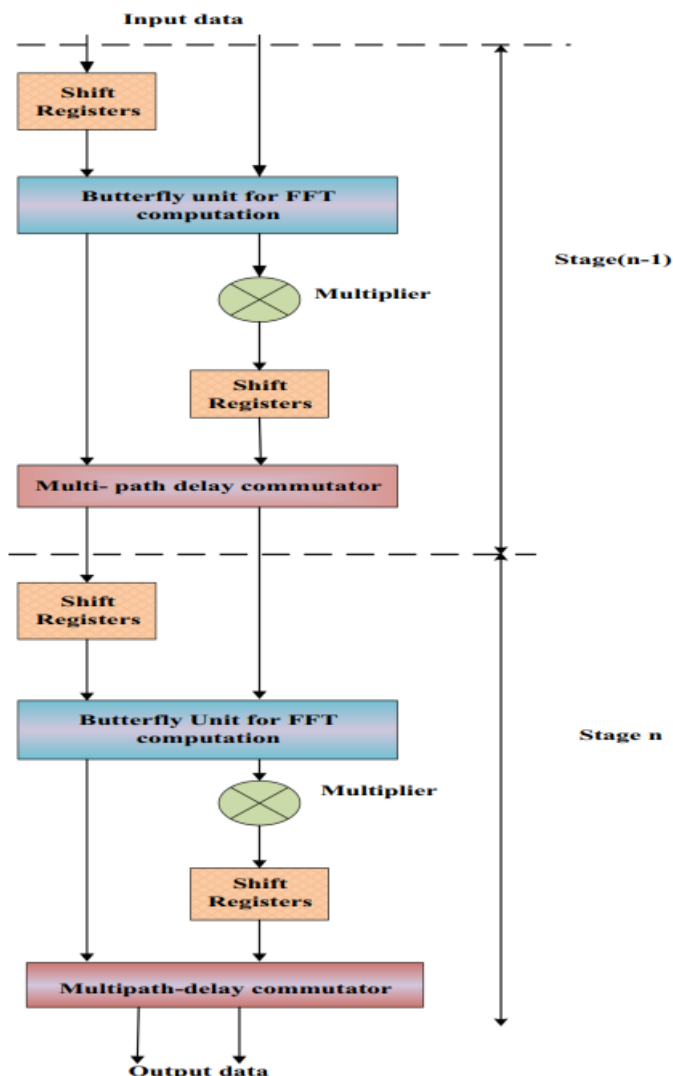 Input data
Shift
Registers
Butterfly unit for FFT
computation
Stage(n-1)
Multiplier
Shift
Registers
Multi- path delay commutator
Shift
Registers
Butterfly Unit for FFT
computation
Stage n
Multiplier
Shift
Registers
Multipath-delay commutator
Output data